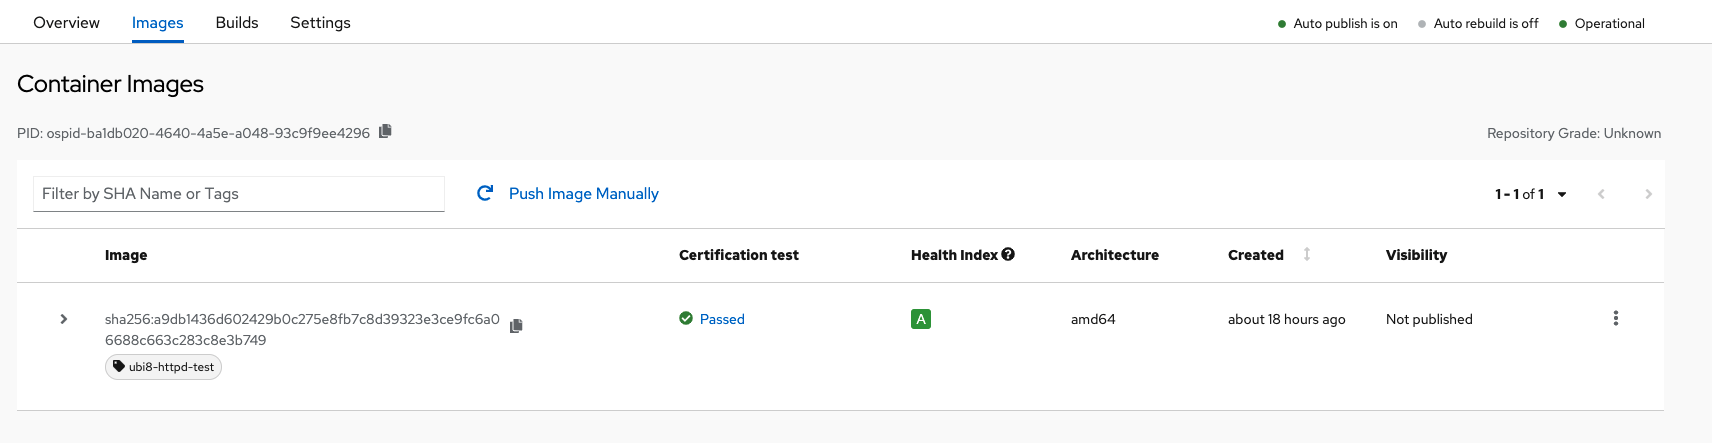 Overview Images Builds Settings Auto publish is on Auto rebuild is off Operational
Container Images
PID: ospid-ba1db020-4640-4a5e-a048-93c9f9ee4296 Repository Grade: Unknown
Filter by SHA Name or Tags Push Image Manually 1 - 1 of 1
Image Certification test Health Index Architecture Created Visibility
sha256:a9db1436d602429b0c275e8fb7c8d39323e3ce9fc6a0 Passed A amd64 about 18 hours ago Not published
6688c663c283c8e3b749
ubi8-httpd-test